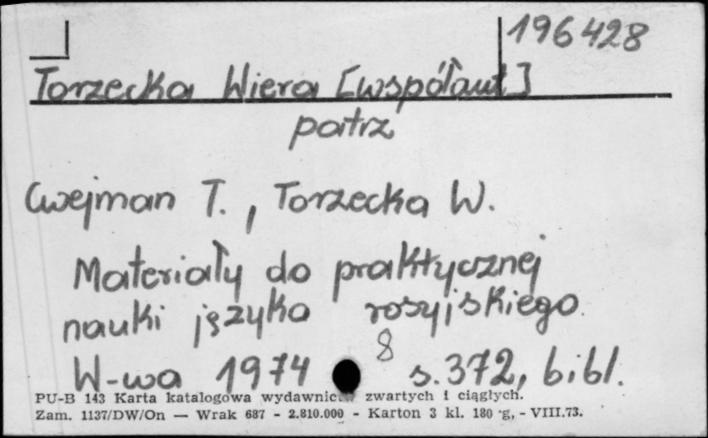 196428
Torzecka Wiera [współaut]
patrz
Cwejman T., Torzecka W.
Materiały do praktycznej
nauki języka rosyjskiego.
W-wa 1974 8 s.372, bibl.
PU-B 143 Karta katalogowa wydawnictw zwartych i ciągłych.
Zam. 1137/DW/On — Wrak 687 - 2.810.000 - Karton 3 kl. 180 g. - VIII.73.